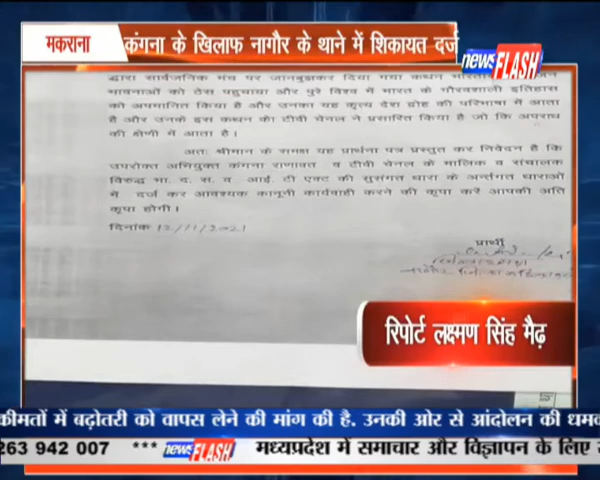 मकराना
कंगना के खिलाफ नागौर के थाने में शिकायत दर्ज
news FLASH
द्वारा सार्वजनिक मंच पर जानबुझकर दिया गया कथन
भावनाओं को ठेस पहुचाया और पुरे विश्व में भारत के गौरवशाली इतिहास
को अपमानित किया है और उनका यह कृत्य देश द्रोह की परिभाषा में आता
है और उनके इस कथन को टीवी चेनल ने प्रसारित किया है जो कि अपराध
की क्षेणी में आता है।
अतः श्रीमान के समक्ष यह प्रार्थना पत्र प्रस्तुत कर निवेदन है कि
उपरोक्त अभियुक्त कंगना राणावत व टीवी चेनल के मालिक व संचालक
विरुद्ध भा. द. स. व आई. टी एक्ट की सुसंगत धारा के अर्न्तगत धाराओं
में दर्ज कर आवश्यक कानूनी कार्यवाही करने की कृपा करें आपकी अति
कृपा होगी।
दिनांक 12/11/2021
प्रार्थी
रिपोर्ट लक्ष्मण सिंह मैढ़
कीमतों में बढ़ोतरी को वापस लेने की मांग की है. उनकी ओर से आंदोलन की धमक
263 942 007 *** news FLASH मध्यप्रदेश में समाचार और विज्ञापन के लिए